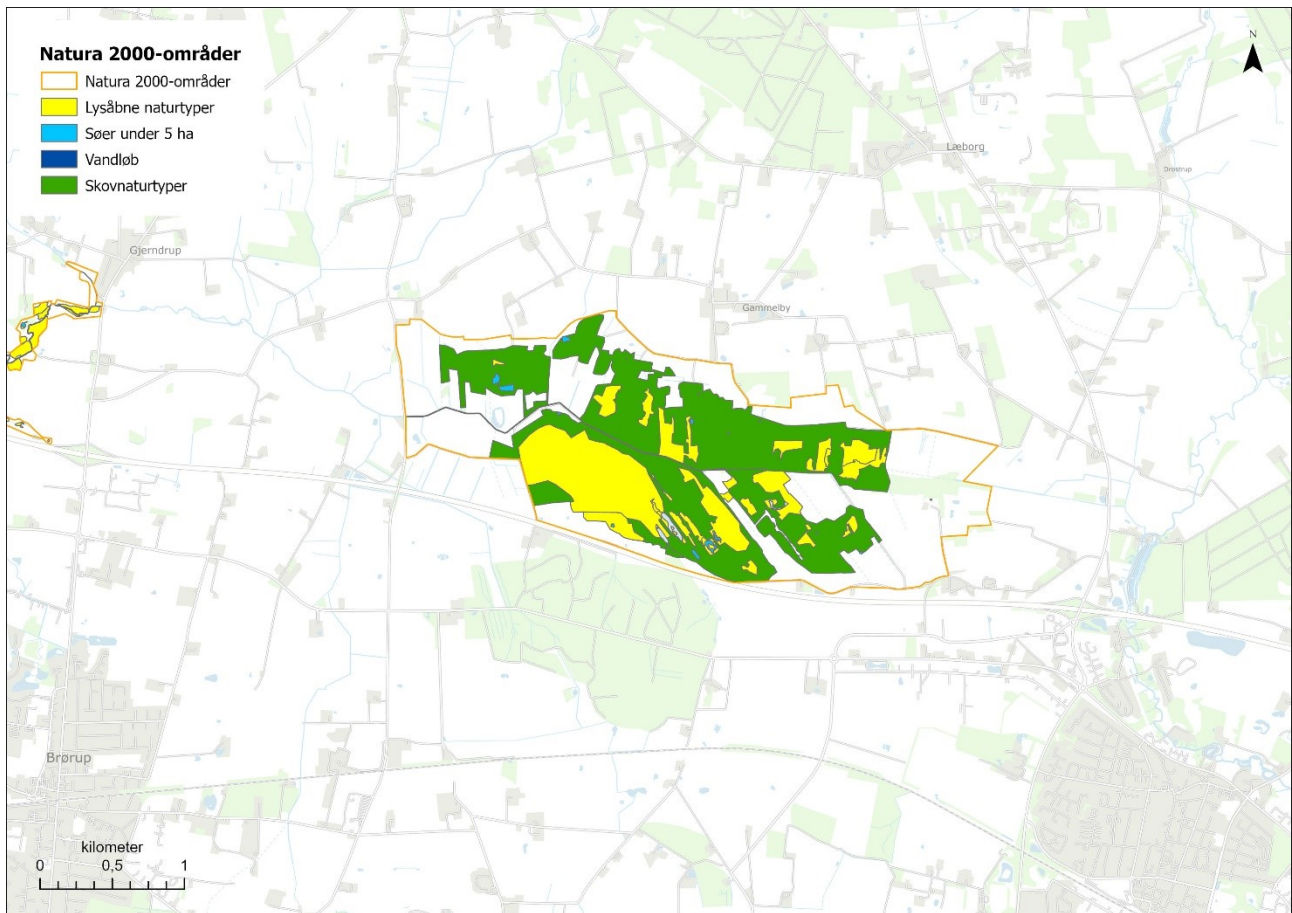 Natura 2000-områder
N
Natura 2000-områder
Lysåbne naturtyper
Søer under 5 ha
Vandløb
Skovnaturtyper
Læborg
Drostrup
Gjerndrup
Gammelby
Brørup
kilometer
0 0,5 1